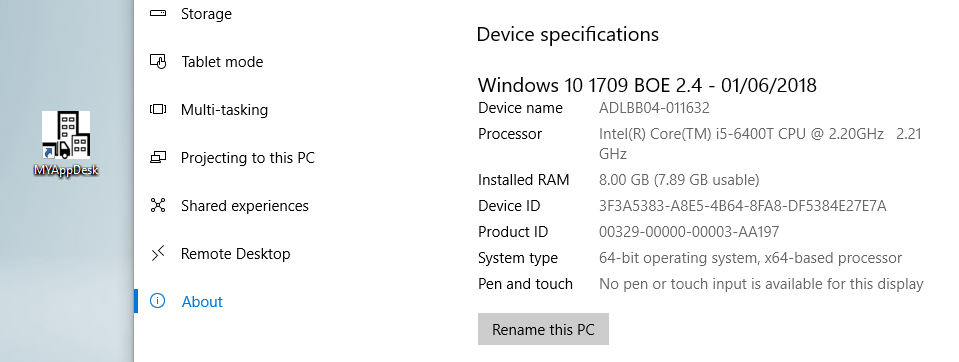 MYAppDesk
Storage
Tablet mode
Multi-tasking
Projecting to this PC
Shared experiences
Remote Desktop
About
Device specifications
Windows 10 1709 BOE 2.4 - 01/06/2018
Device name ADLBB04-011632
Processor Intel(R) Core(TM) i5-6400T CPU @ 2.20GHz 2.21
GHz
Installed RAM 8.00 GB (7.89 GB usable)
Device ID 3F3A5383-A8E5-4B64-8FA8-DF5384E27E7A
Product ID 00329-00000-00003-AA197
System type 64-bit operating system, x64-based processor
Pen and touch No pen or touch input is available for this display
Rename this PC